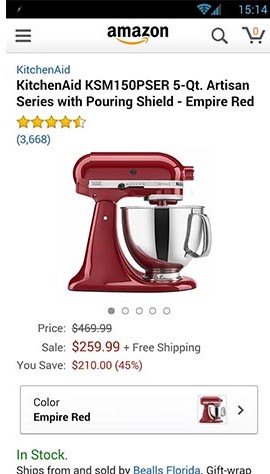 15:14
amazon
0
KitchenAid
KitchenAid KSM150PSER 5-Qt. Artisan
Series with Pouring Shield - Empire Red
(3,668)
Price: $469.99
Sale: $259.99 + Free Shipping
You Save: $210.00 (45%)
Color
Empire Red
In Stock.
Ships from and sold by Bealls Florida. Gift-wrap